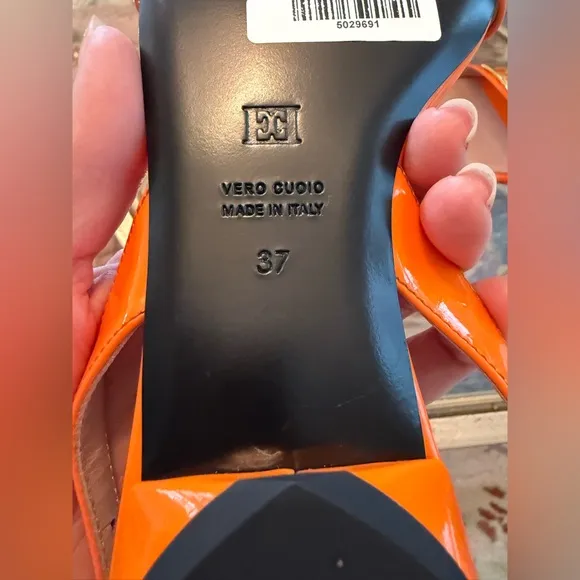 5029691
VERO CUOIO
MADE IN ITALY
37